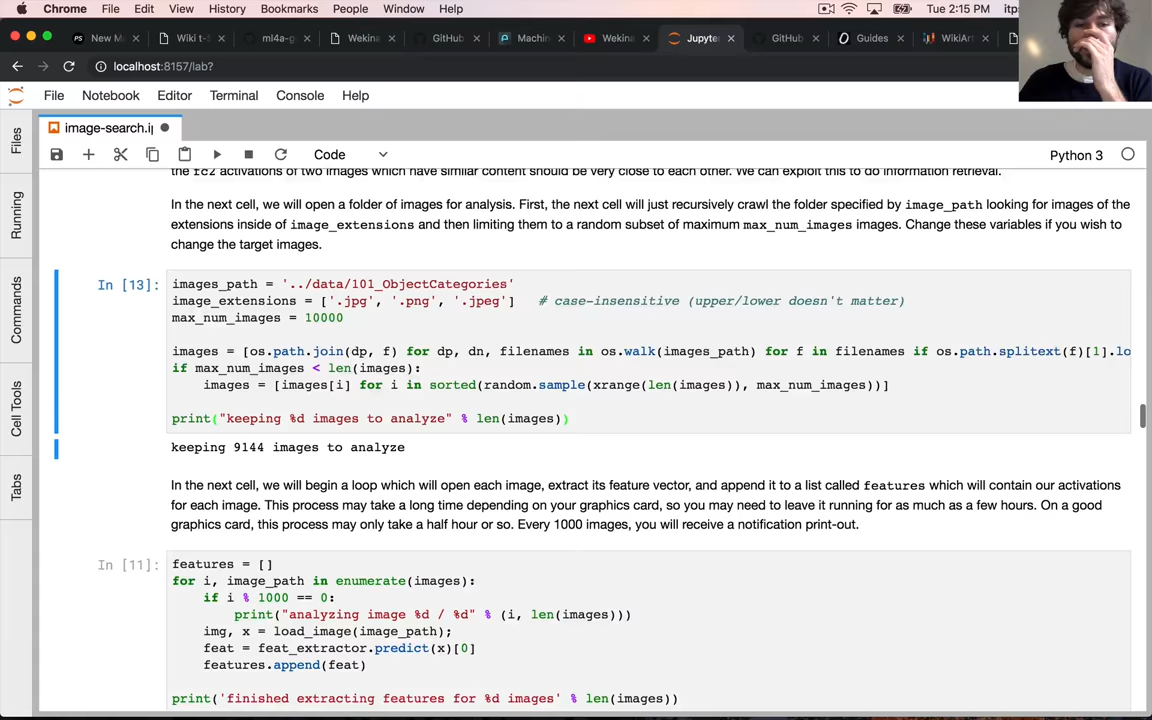 Chrome File Edit View History Bookmarks People Window Help Tue 2:15 PM itp
New M Wiki t-S ml4a-g Wekina GitHub Machin Wekina Jupyte GitHub Guides WikiArt
localhost:8157/lab?
File Notebook Editor Terminal Console Help
image-search.i
Code Python 3
Files
Running
Commands
Cell Tools
Tabs
the fc2 activations of two images which have similar content should be very close to each other. We can exploit this to do information retrieval.
In the next cell, we will open a folder of images for analysis. First, the next cell will just recursively crawl the folder specified by image_path looking for images of the
extensions inside of image_extensions and then limiting them to a random subset of maximum max_num_images images. Change these variables if you wish to
change the target images.
In [13]: images_path = '../data/101_ObjectCategories'
image_extensions = ['.jpg', '.png', '.jpeg'] # case-insensitive (upper/lower doesn't matter)
max_num_images = 10000
images = [os.path.join(dp, f) for dp, dn, filenames in os.walk(images_path) for f in filenames if os.path.splitext(f)[1].lo
if max_num_images < len(images):
images = [images[i] for i in sorted(random.sample(xrange(len(images)), max_num_images))]
print("keeping %d images to analyze" % len(images))
keeping 9144 images to analyze
In the next cell, we will begin a loop which will open each image, extract its feature vector, and append it to a list called features which will contain our activations
for each image. This process may take a long time depending on your graphics card, so you may need to leave it running for as much as a few hours. On a good
graphics card, this process may only take a half hour or so. Every 1000 images, you will receive a notification print-out.
In [11]: features = []
for i, image_path in enumerate(images):
if i % 1000 == 0:
print("analyzing image %d / %d" % (i, len(images)))
img, x = load_image(image_path);
feat = feat_extractor.predict(x)[0]
features.append(feat)
print('finished extracting features for %d images' % len(images))